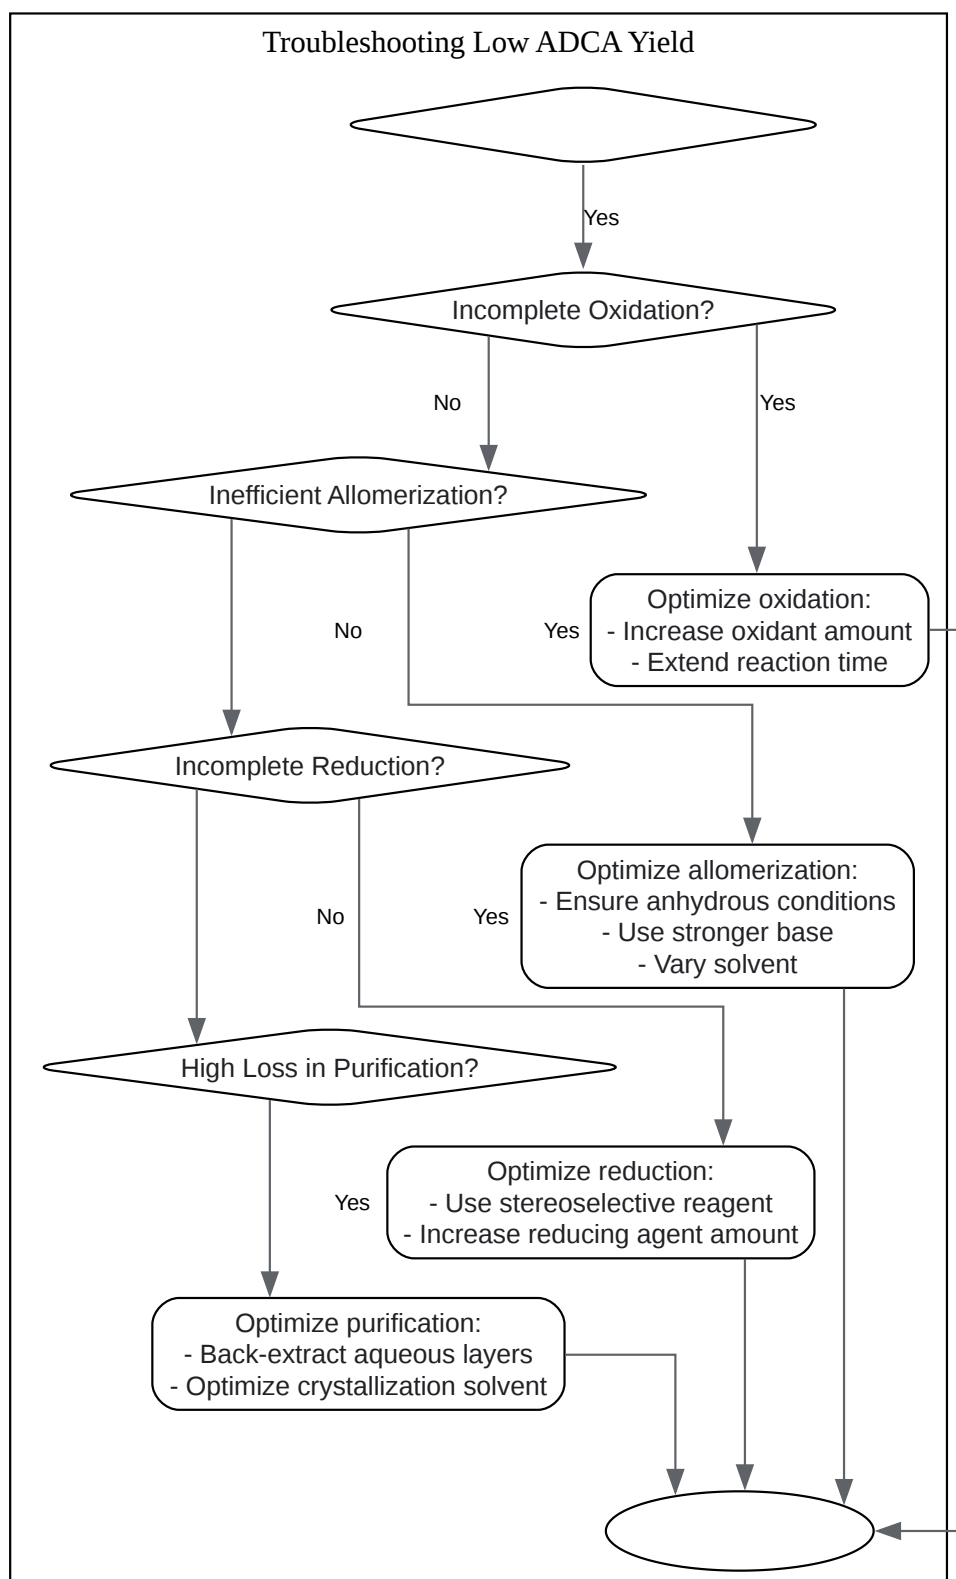 Troubleshooting Low ADCA Yield
Yes
Incomplete Oxidation?
No
Yes
Inefficient Allomerization?
Optimize oxidation:
- Increase oxidant amount
- Extend reaction time
No
Yes
Incomplete Reduction?
Optimize allomerization:
- Ensure anhydrous conditions
- Use stronger base
- Vary solvent
No
Yes
High Loss in Purification?
Optimize reduction:
- Use stereoselective reagent
- Increase reducing agent amount
Yes
Optimize purification:
- Back-extract aqueous layers
- Optimize crystallization solvent